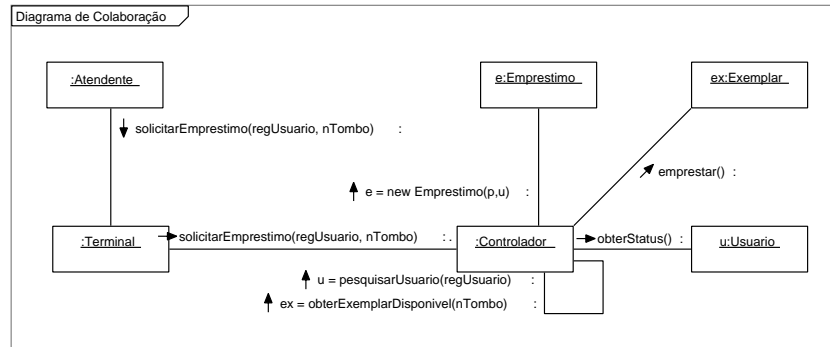 Diagrama de Colaboração
:Atendente
e:Emprestimo
ex:Exemplar
solicitarEmprestimo(regUsuario, nTombo) :
emprestar() :
e = new Emprestimo(p,u) :
:Terminal
solicitarEmprestimo(regUsuario, nTombo) : .
:Controlador
obterStatus() :
u:Usuario
u = pesquisarUsuario(regUsuario) :
ex = obterExemplarDisponivel(nTombo) :